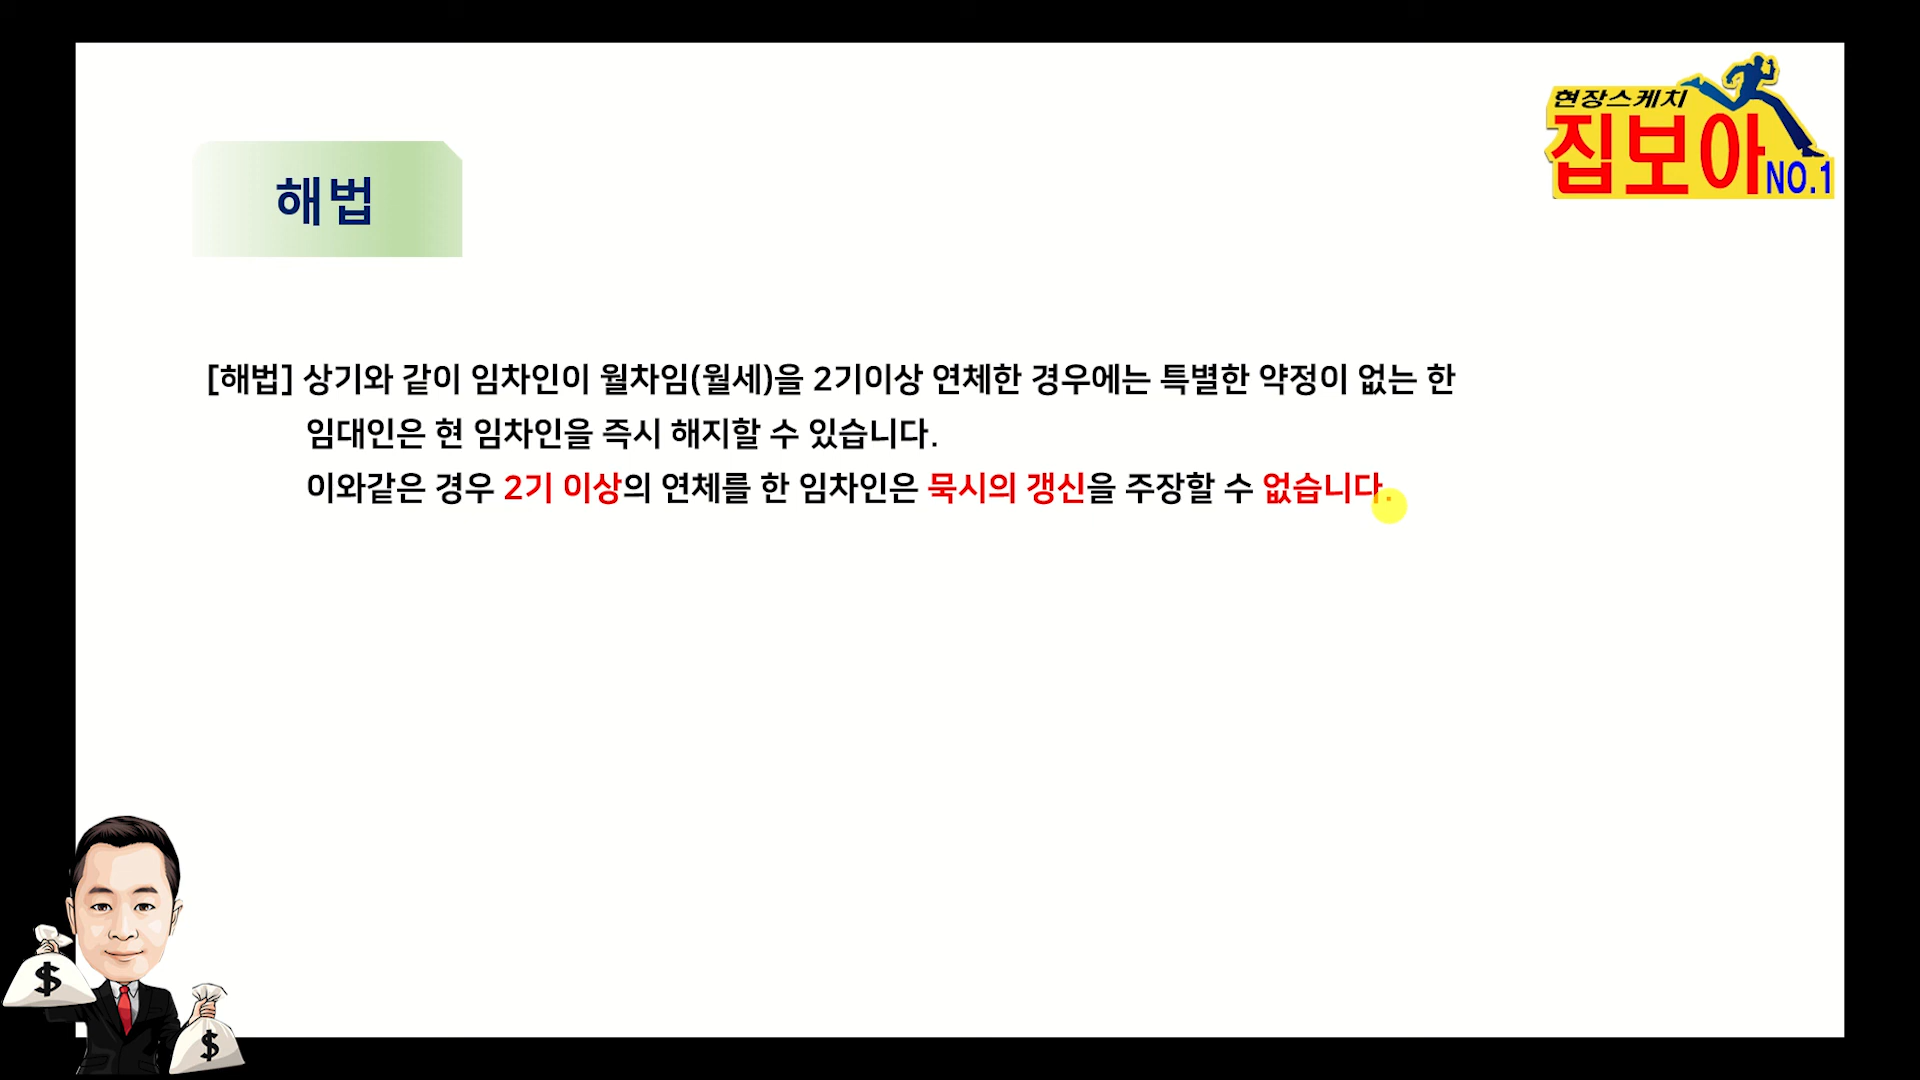 현장스케치
집보아 NO.1
해법
[해법] 상기와 같이 임차인이 월차임(월세)을 2기이상 연체한 경우에는 특별한 약정이 없는 한
임대인은 현 임차인을 즉시 해지할 수 있습니다.
이와같은 경우 2기 이상의 연체를 한 임차인은 묵시의 갱신을 주장할 수 없습니다.
$
$